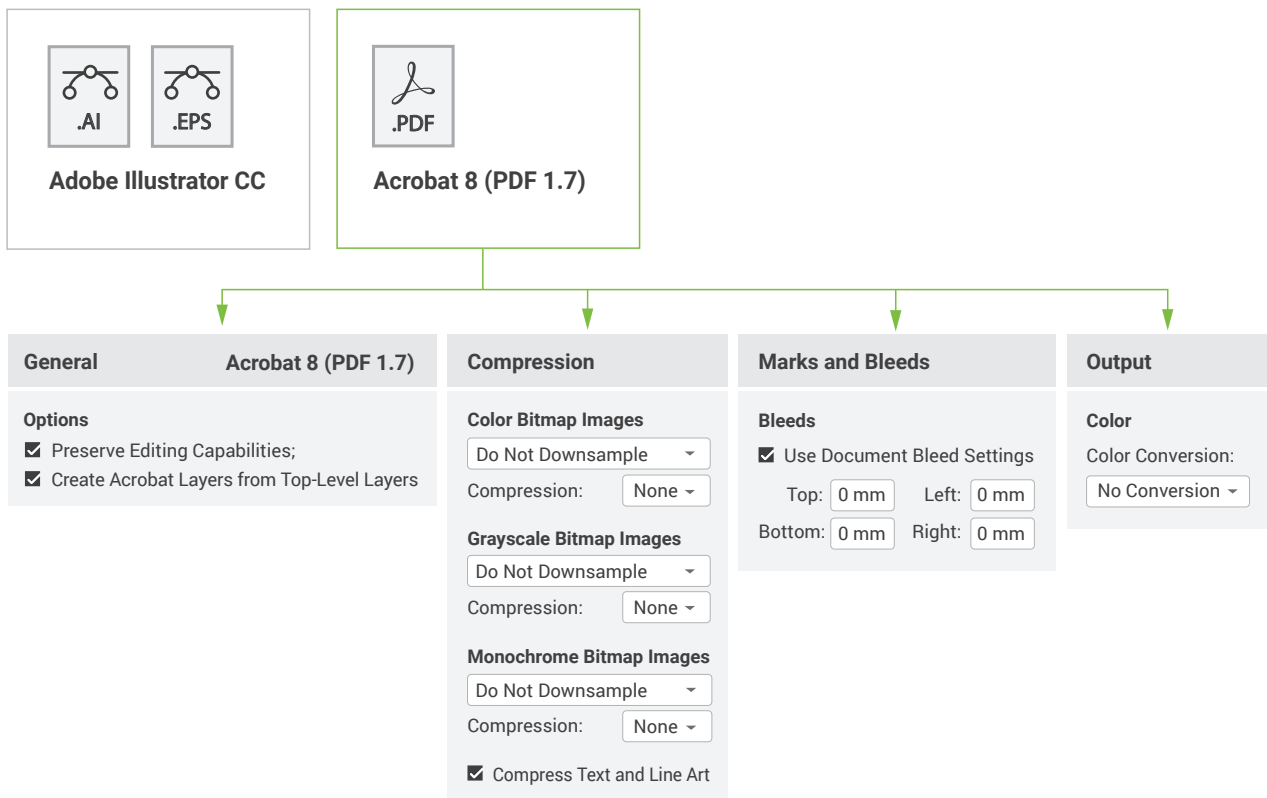 .AI
.EPS
Adobe Illustrator CC
.PDF
Acrobat 8 (PDF 1.7)
General Acrobat 8 (PDF 1.7)
Options
Preserve Editing Capabilities;
Create Acrobat Layers from Top-Level Layers
Compression
Color Bitmap Images
Do Not Downsample
Compression: None
Grayscale Bitmap Images
Do Not Downsample
Compression: None
Monochrome Bitmap Images
Do Not Downsample
Compression: None
Compress Text and Line Art
Marks and Bleeds
Bleeds
Use Document Bleed Settings
Top: 0 mm Left: 0 mm
Bottom: 0 mm Right: 0 mm
Output
Color
Color Conversion:
No Conversion